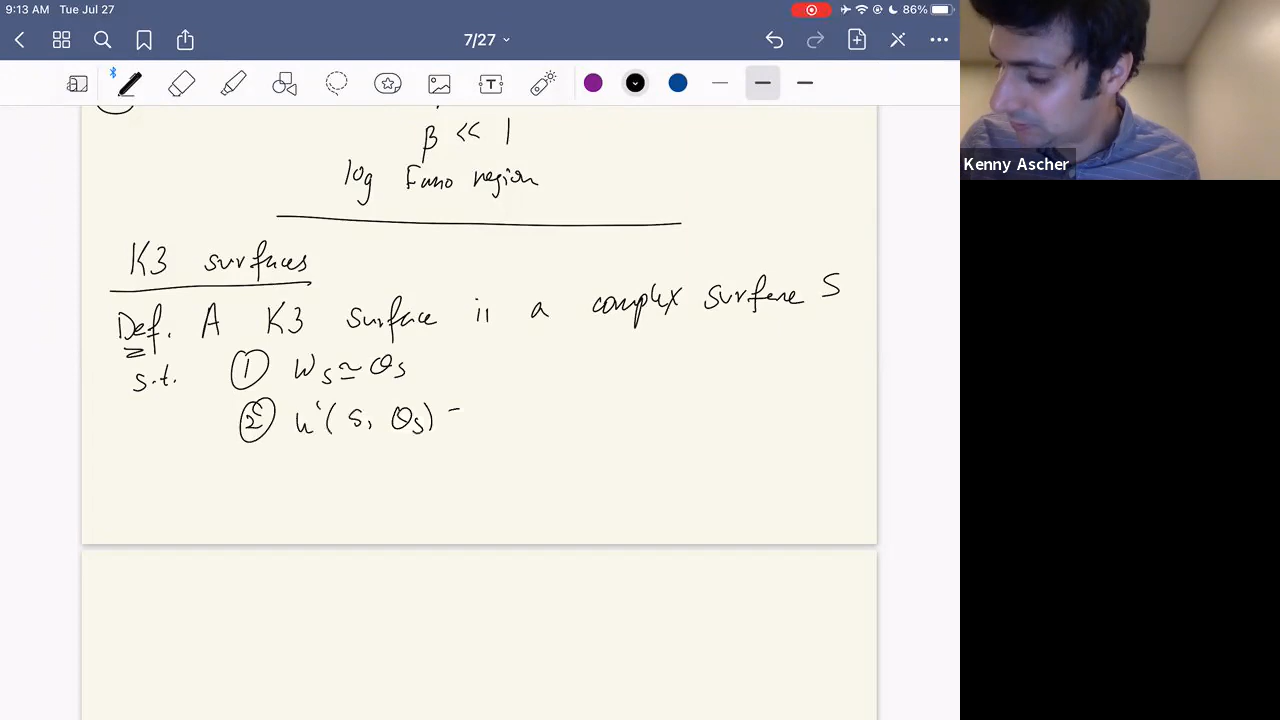 9:13 AM Tue Jul 27
86%
7/27
T
β << 1
log Fano region
K3 surfaces
Def. A K3 surface is a complex surface S
s.t. ① ω_S ≃ O_S
② h¹(S, O_S) =
Kenny Ascher